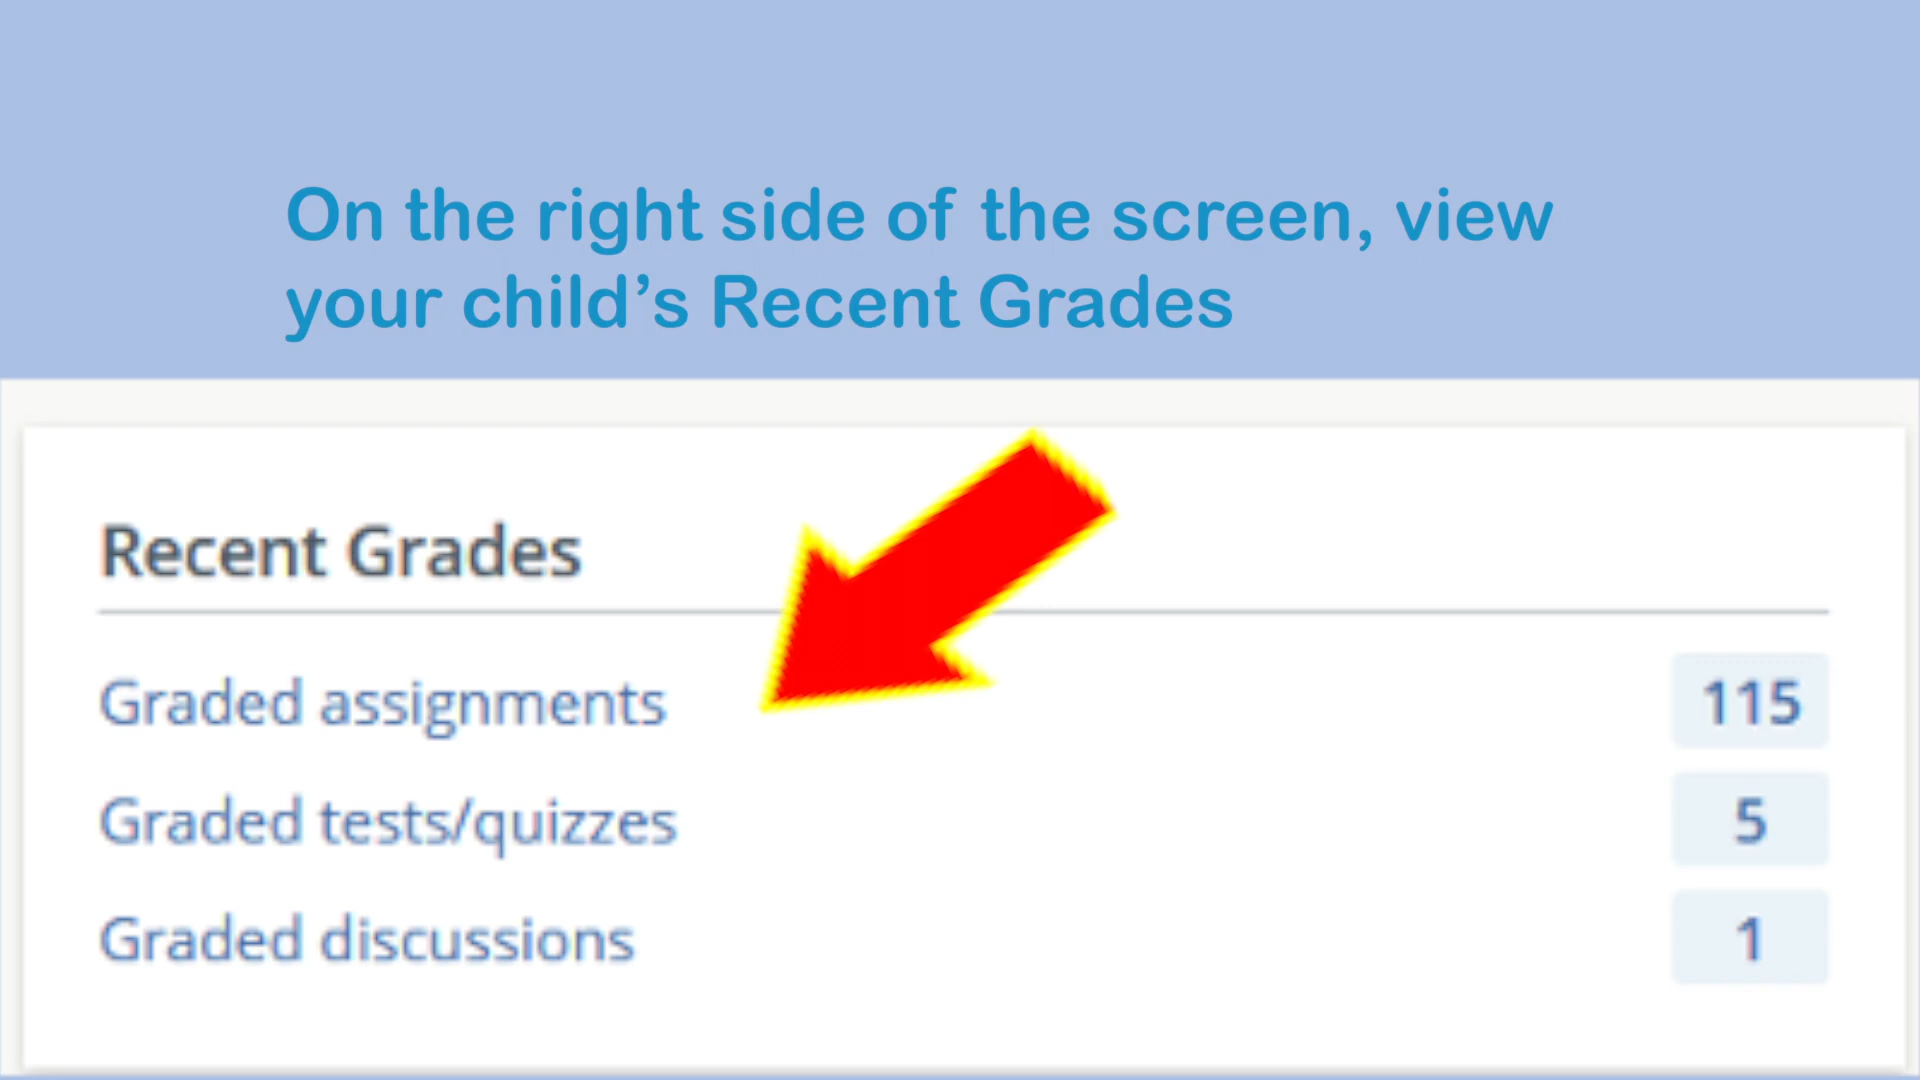 On the right side of the screen, view
your child’s Recent Grades
Recent Grades
Graded assignments 115
Graded tests/quizzes 5
Graded discussions 1